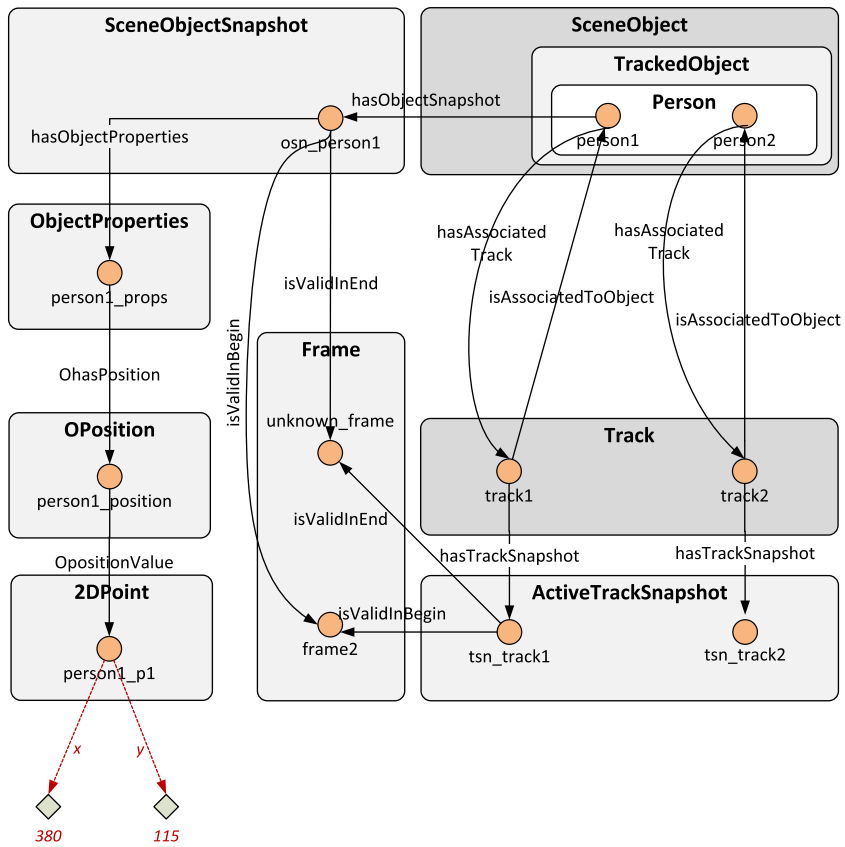 SceneObjectSnapshot
SceneObject
TrackedObject
Person
hasObjectSnapshot
hasObjectProperties
osn_person1
person1
person2
ObjectProperties
person1_props
hasAssociated
Track
hasAssociated
Track
isValidInEnd
isAssociatedToObject
isAssociatedToObject
isValidInBegin
Frame
OhasPosition
unknown_frame
OPosition
person1_position
Track
track1
track2
isValidInEnd
hasTrackSnapshot
hasTrackSnapshot
OpositionValue
2DPoint
ActiveTrackSnapshot
isValidInBegin
frame2
tsn_track1
tsn_track2
person1_p1
x
y
380
115